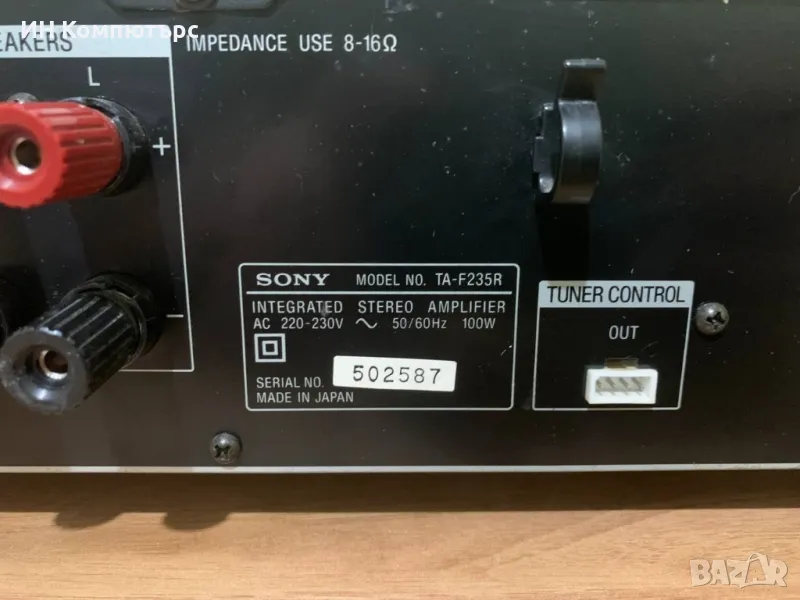 ИН Компютърс
EAKERS
IMPEDANCE USE 8-16Ω
L
+
−
SONY MODEL NO. TA-F235R
INTEGRATED STEREO AMPLIFIER
AC 220-230V ～ 50/60Hz 100W
SERIAL NO. 502587
MADE IN JAPAN
TUNER CONTROL
OUT
BAZAR